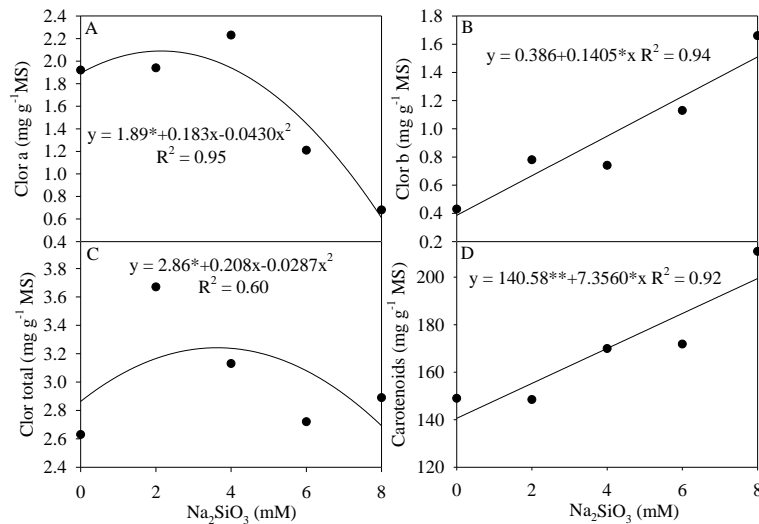 A
Clor a (mg g⁻¹MS)
2.4
2.2
2.0
1.8
1.6
1.4
1.2
1.0
0.8
0.6
0.4
y = 1.89*+0.183x-0.0430x²
R² = 0.95
B
Clor b (mg g⁻¹MS)
1.8
1.6
1.4
1.2
1.0
0.8
0.6
0.4
0.2
y = 0.386+0.1405*x R² = 0.94
C
Clor total (mg g⁻¹ MS)
3.8
3.6
3.4
3.2
3.0
2.8
2.6
2.4
y = 2.86*+0.208x-0.0287x²
R² = 0.60
0 2 4 6 8
Na₂SiO₃ (mM)
D
Carotenoids (mg g⁻¹ MS)
200
180
160
140
120
y = 140.58**+7.3560*x R² = 0.92
0 2 4 6 8
Na₂SiO₃ (mM)